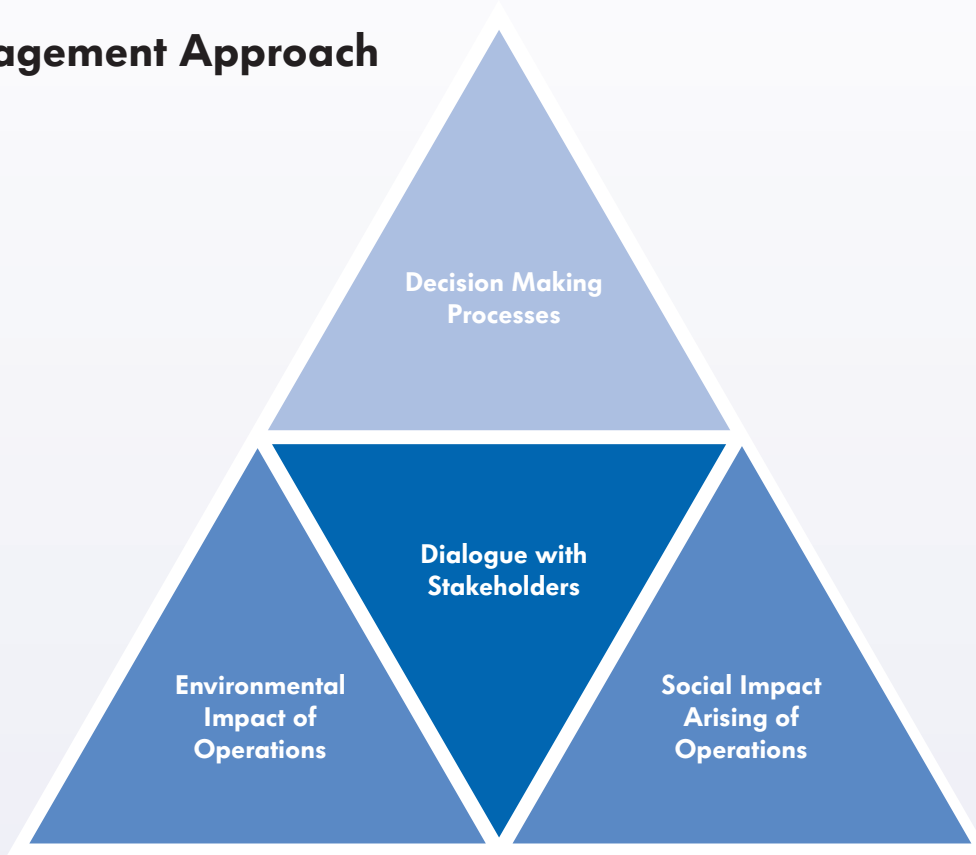 agement Approach
Decision Making
Processes
Dialogue with
Stakeholders
Environmental
Impact of
Operations
Social Impact
Arising of
Operations